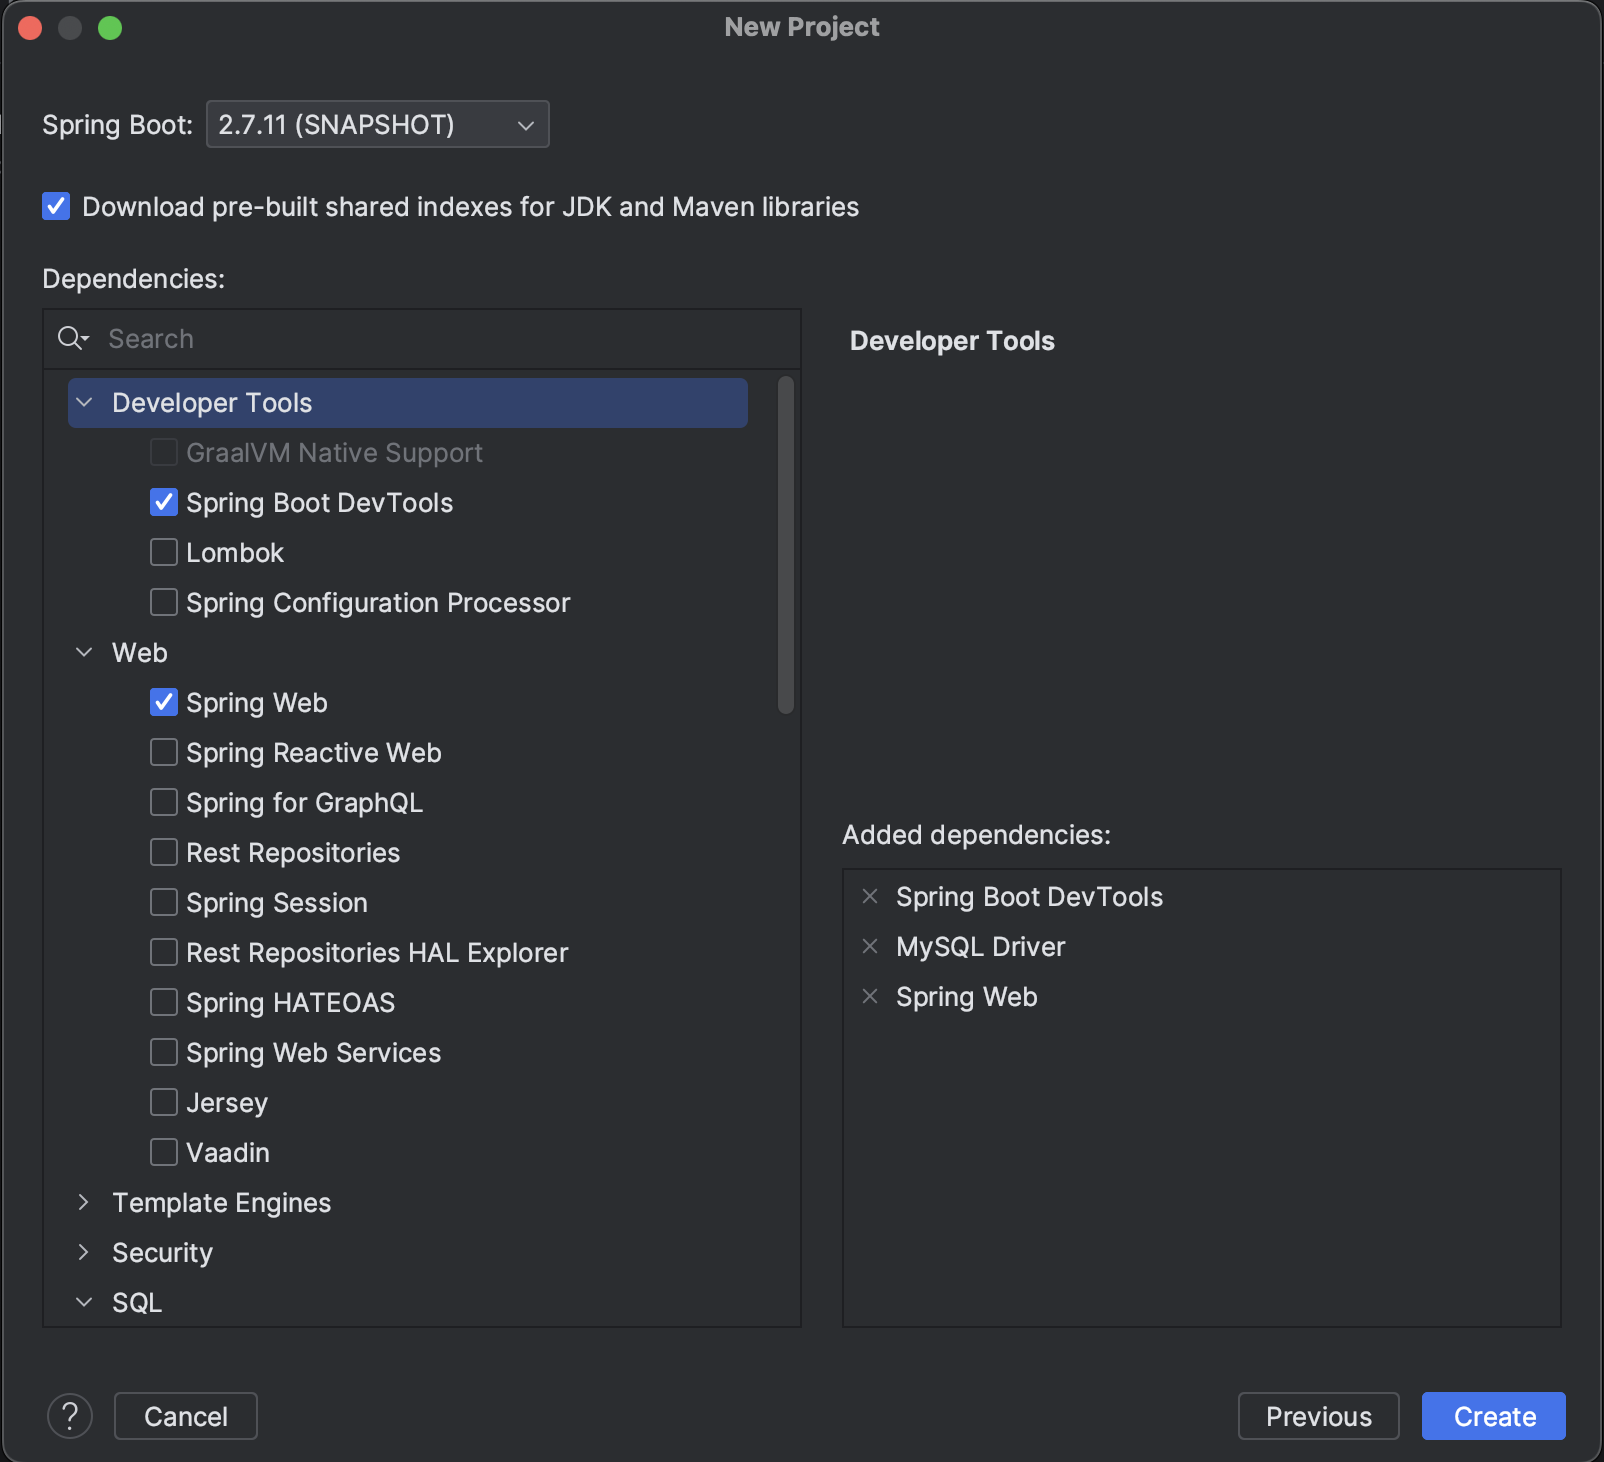 New Project
Spring Boot: 2.7.11 (SNAPSHOT)
Download pre-built shared indexes for JDK and Maven libraries
Dependencies:
Search
Developer Tools
GraalVM Native Support
Spring Boot DevTools
Lombok
Spring Configuration Processor
Web
Spring Web
Spring Reactive Web
Spring for GraphQL
Rest Repositories
Spring Session
Rest Repositories HAL Explorer
Spring HATEOAS
Spring Web Services
Jersey
Vaadin
Template Engines
Security
SQL
Developer Tools
Added dependencies:
Spring Boot DevTools
MySQL Driver
Spring Web
?
Cancel
Previous
Create